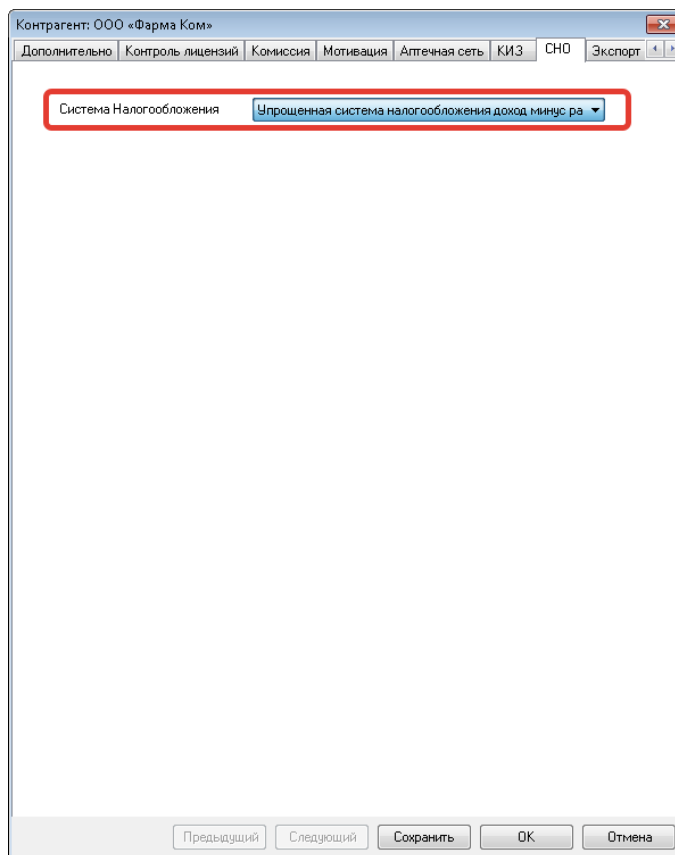 Контрагент: ООО «Фарма Ком»
Дополнительно Контроль лицензий Комиссия Мотивация Аптечная сеть КИЗ СНО Экспорт
Система Налогообложения Упрощенная система налогообложения доход минус ра
Предыдущий Следующий Сохранить OK Отмена